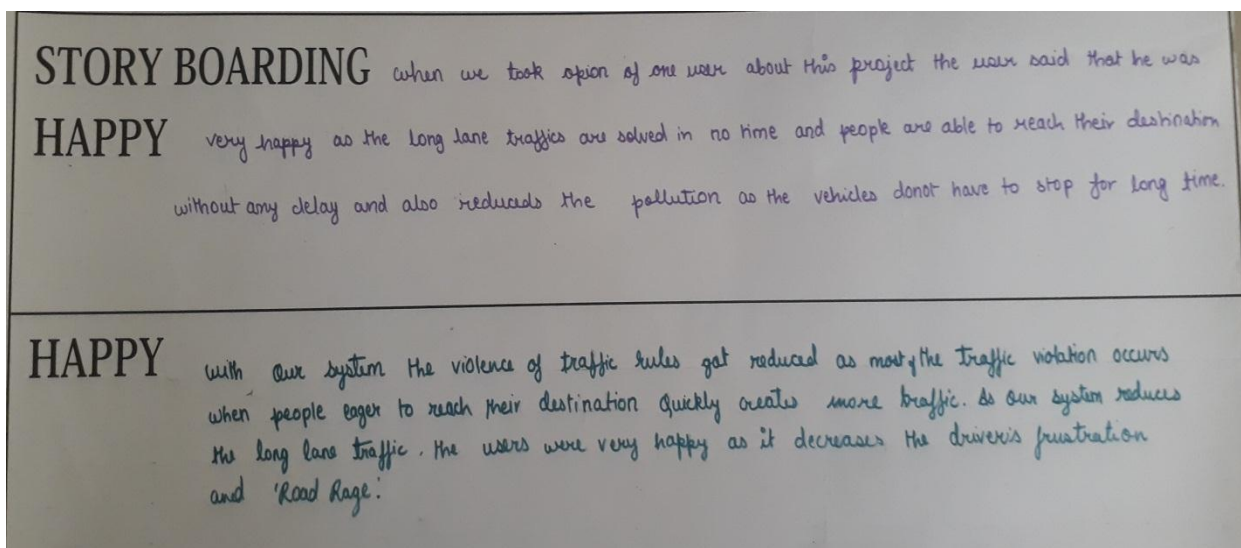 STORY BOARDING when we took opion of one user about this project the user said that he was
HAPPY very happy as the long lane traffics are solved in no time and people are able to reach their destination
without any delay and also reduceds the pollution as the vehicles donot have to stop for long time.
HAPPY with our system the violence of traffic rules got reduced as most of the traffic violation occurs
when people eager to reach their destination Quickly creates more traffic. As our system reduces
the long lane traffic. the users were very happy as it decreases the driver's frustration
and 'Road Rage'.